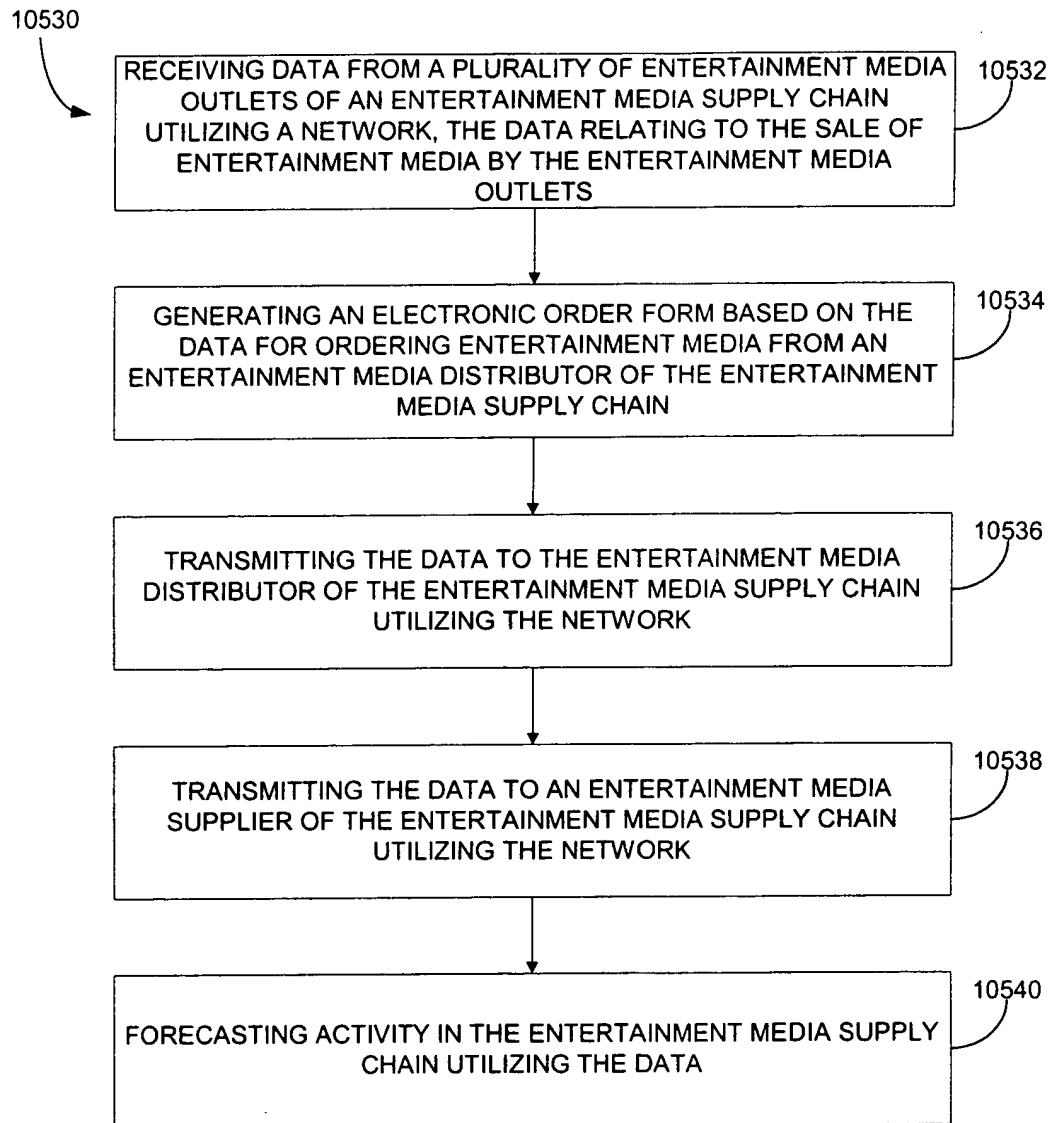 10530
RECEIVING DATA FROM A PLURALITY OF ENTERTAINMENT MEDIA
OUTLETS OF AN ENTERTAINMENT MEDIA SUPPLY CHAIN
UTILIZING A NETWORK, THE DATA RELATING TO THE SALE OF
ENTERTAINMENT MEDIA BY THE ENTERTAINMENT MEDIA
OUTLETS
10532
GENERATING AN ELECTRONIC ORDER FORM BASED ON THE
DATA FOR ORDERING ENTERTAINMENT MEDIA FROM AN
ENTERTAINMENT MEDIA DISTRIBUTOR OF THE ENTERTAINMENT
MEDIA SUPPLY CHAIN
10534
TRANSMITTING THE DATA TO THE ENTERTAINMENT MEDIA
DISTRIBUTOR OF THE ENTERTAINMENT MEDIA SUPPLY CHAIN
UTILIZING THE NETWORK
10536
TRANSMITTING THE DATA TO AN ENTERTAINMENT MEDIA
SUPPLIER OF THE ENTERTAINMENT MEDIA SUPPLY CHAIN
UTILIZING THE NETWORK
10538
FORECASTING ACTIVITY IN THE ENTERTAINMENT MEDIA SUPPLY
CHAIN UTILIZING THE DATA
10540